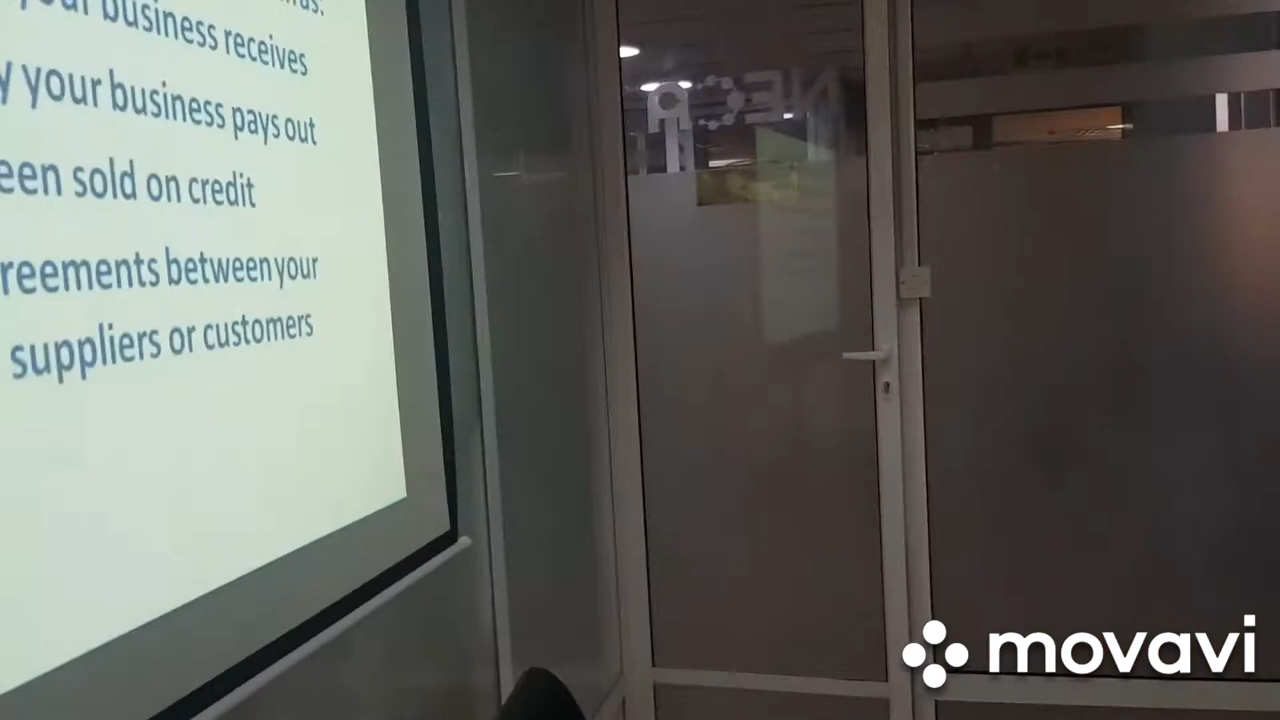 your business receives
your business pays out
een sold on credit
reements between your
suppliers or customers
movavi